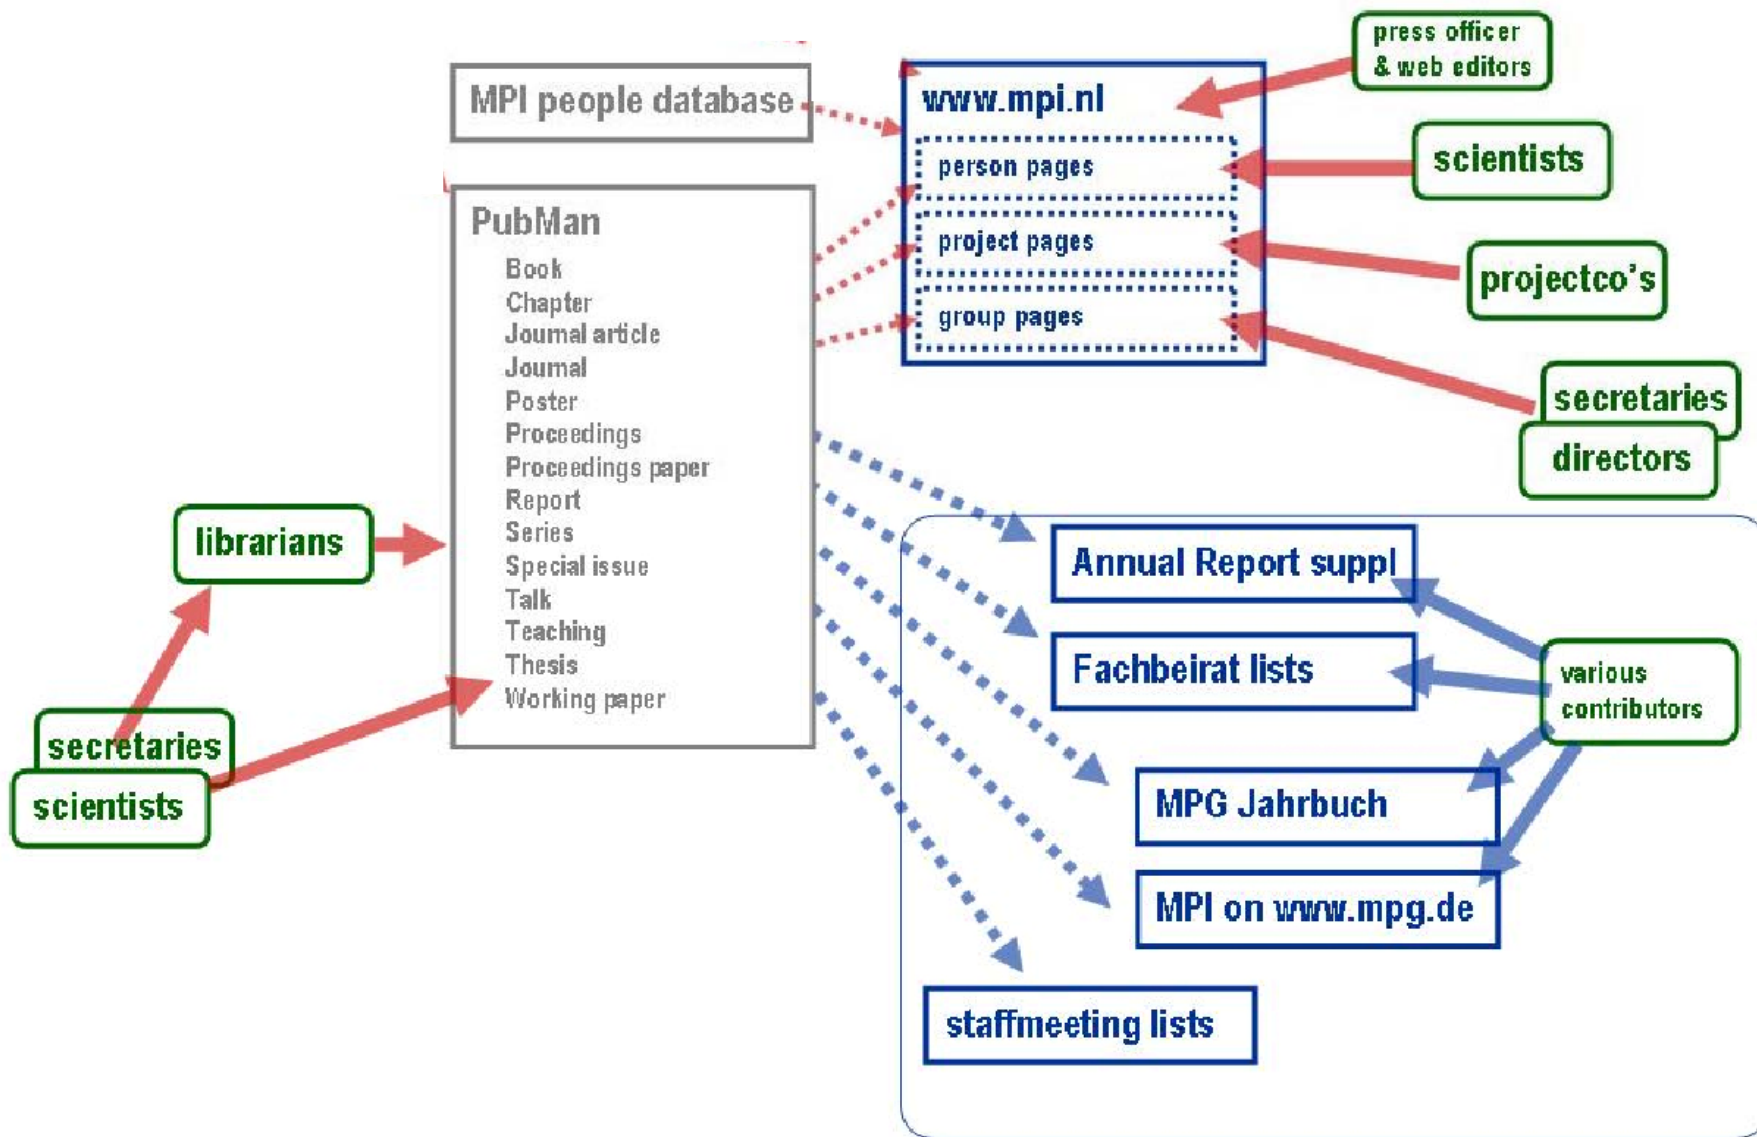 press officer
& web editors
MPI people database
www.mpi.nl
person pages
scientists
project pages
projectco's
group pages
secretaries
directors
PubMan
Book
Chapter
Journal article
Journal
Poster
Proceedings
Proceedings paper
Report
Series
Special issue
Talk
Teaching
Thesis
Working paper
librarians
secretaries
scientists
Annual Report suppl
Fachbeirat lists
various
contributors
MPG Jahrbuch
MPI on www.mpg.de
staffmeeting lists